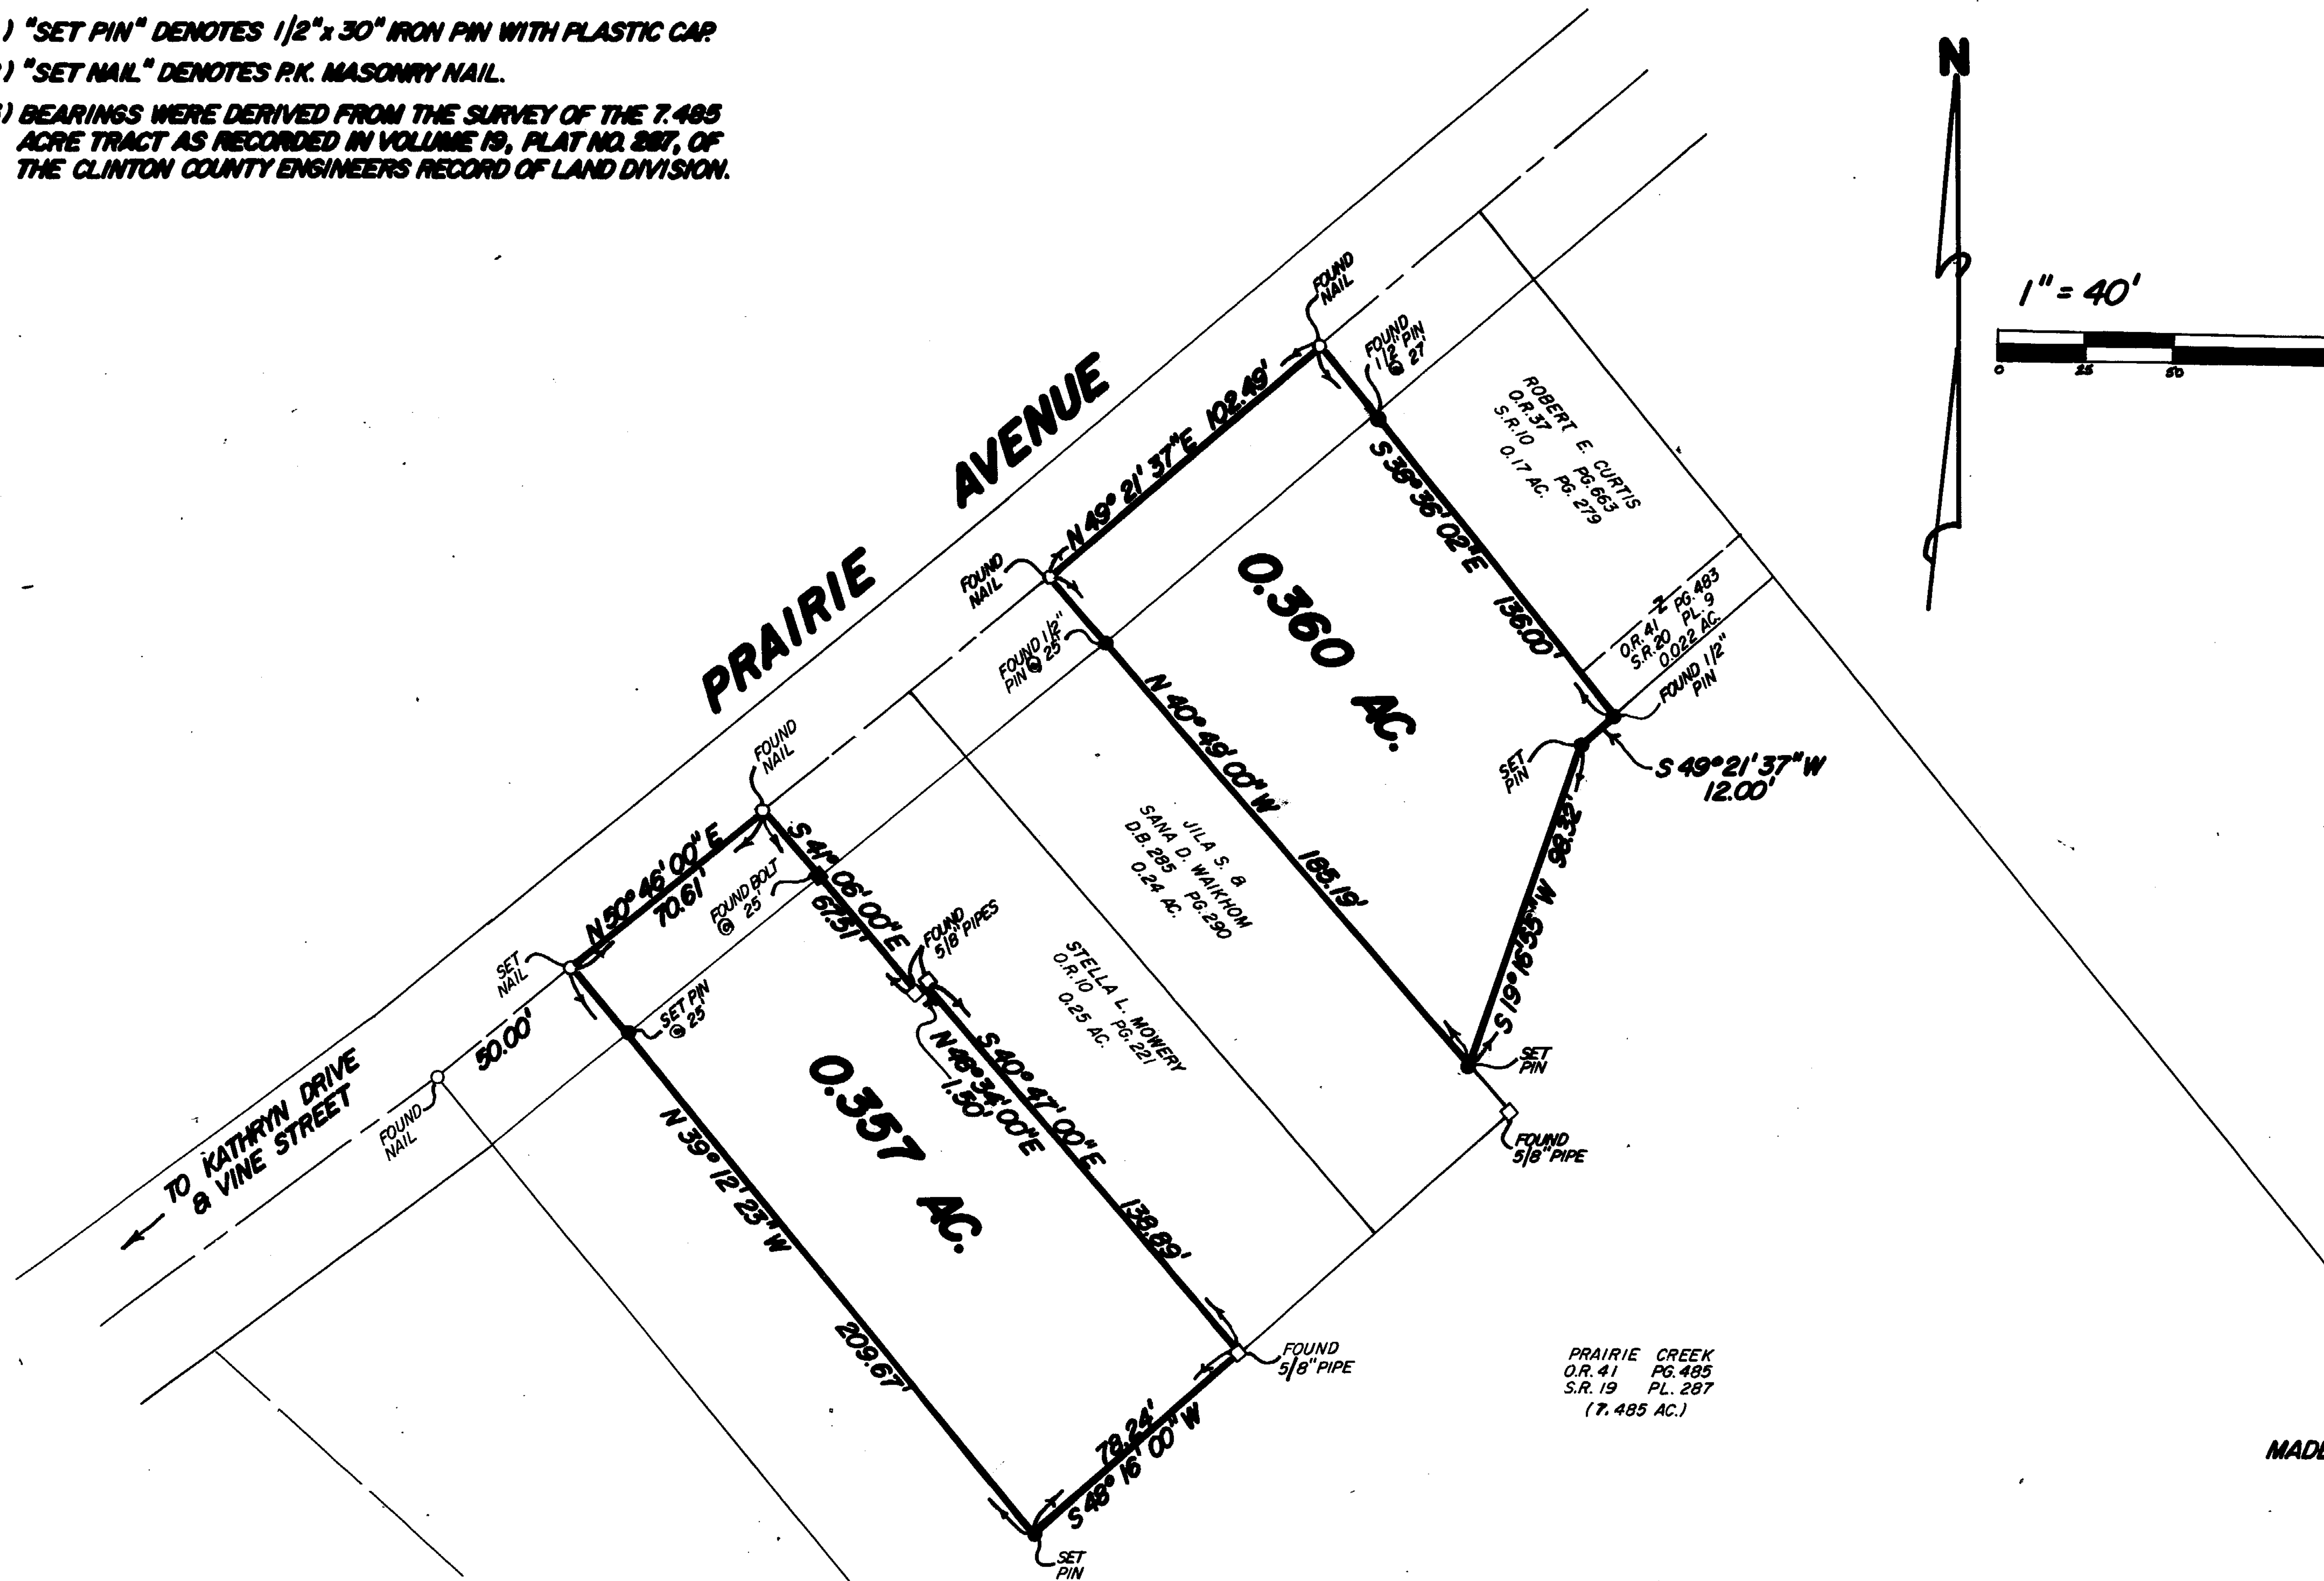 ) "SET PIN" DENOTES 1/2" x 30" IRON PIN WITH PLASTIC CAP.
) "SET NAIL" DENOTES P.K. MASONRY NAIL.
) BEARINGS WERE DERIVED FROM THE SURVEY OF THE 7.485
ACRE TRACT AS RECORDED IN VOLUME 19, PLAT NO. 287, OF
THE CLINTON COUNTY ENGINEERS RECORD OF LAND DIVISION.
N
1" = 40'
0 25 50
PRAIRIE AVENUE
FOUND
NAIL
FOUND
1/2" PIN
@ 27'
N 49° 21' 37" E 102.49'
S 38° 36' 02" E 136.00'
ROBERT E. CURTIS
O.R. 37 PG. 663
S.R. 10 PG. 279
0.17 AC.
O.R. 41 PG. 483
S.R. 20 PL. 9
0.022 AC.
FOUND 1/2"
PIN
S 49° 21' 37" W
12.00'
SET
PIN
S 19° 16' 55" W 98.32'
0.360 AC.
FOUND
NAIL
FOUND 1/2"
PIN @ 25'
N 40° 49' 00" W 185.19'
SET
PIN
FOUND
5/8" PIPE
JILA S. &
SANA D. WAIKHOM
D.B. 285 PG. 290
0.24 AC.
STELLA L. MOWERY
O.R. 10 PG. 221
0.25 AC.
FOUND
NAIL
N 50° 46' 00" E
70.61'
FOUND BOLT
@ 25'
S 41° 06' 00" E
67.51'
FOUND
5/8" PIPES
N 48° 34' 00" E
1.50'
S 40° 47' 00" E 138.89'
SET
NAIL
SET PIN
@ 25'
50.00'
FOUND
NAIL
TO KATHRYN DRIVE
& VINE STREET
0.357 AC.
N 39° 12' 23" W 209.67'
FOUND
5/8" PIPE
78.24'
S 48° 16' 00" W
SET
PIN
PRAIRIE CREEK
O.R. 41 PG. 485
S.R. 19 PL. 287
(7.485 AC.)
MADE